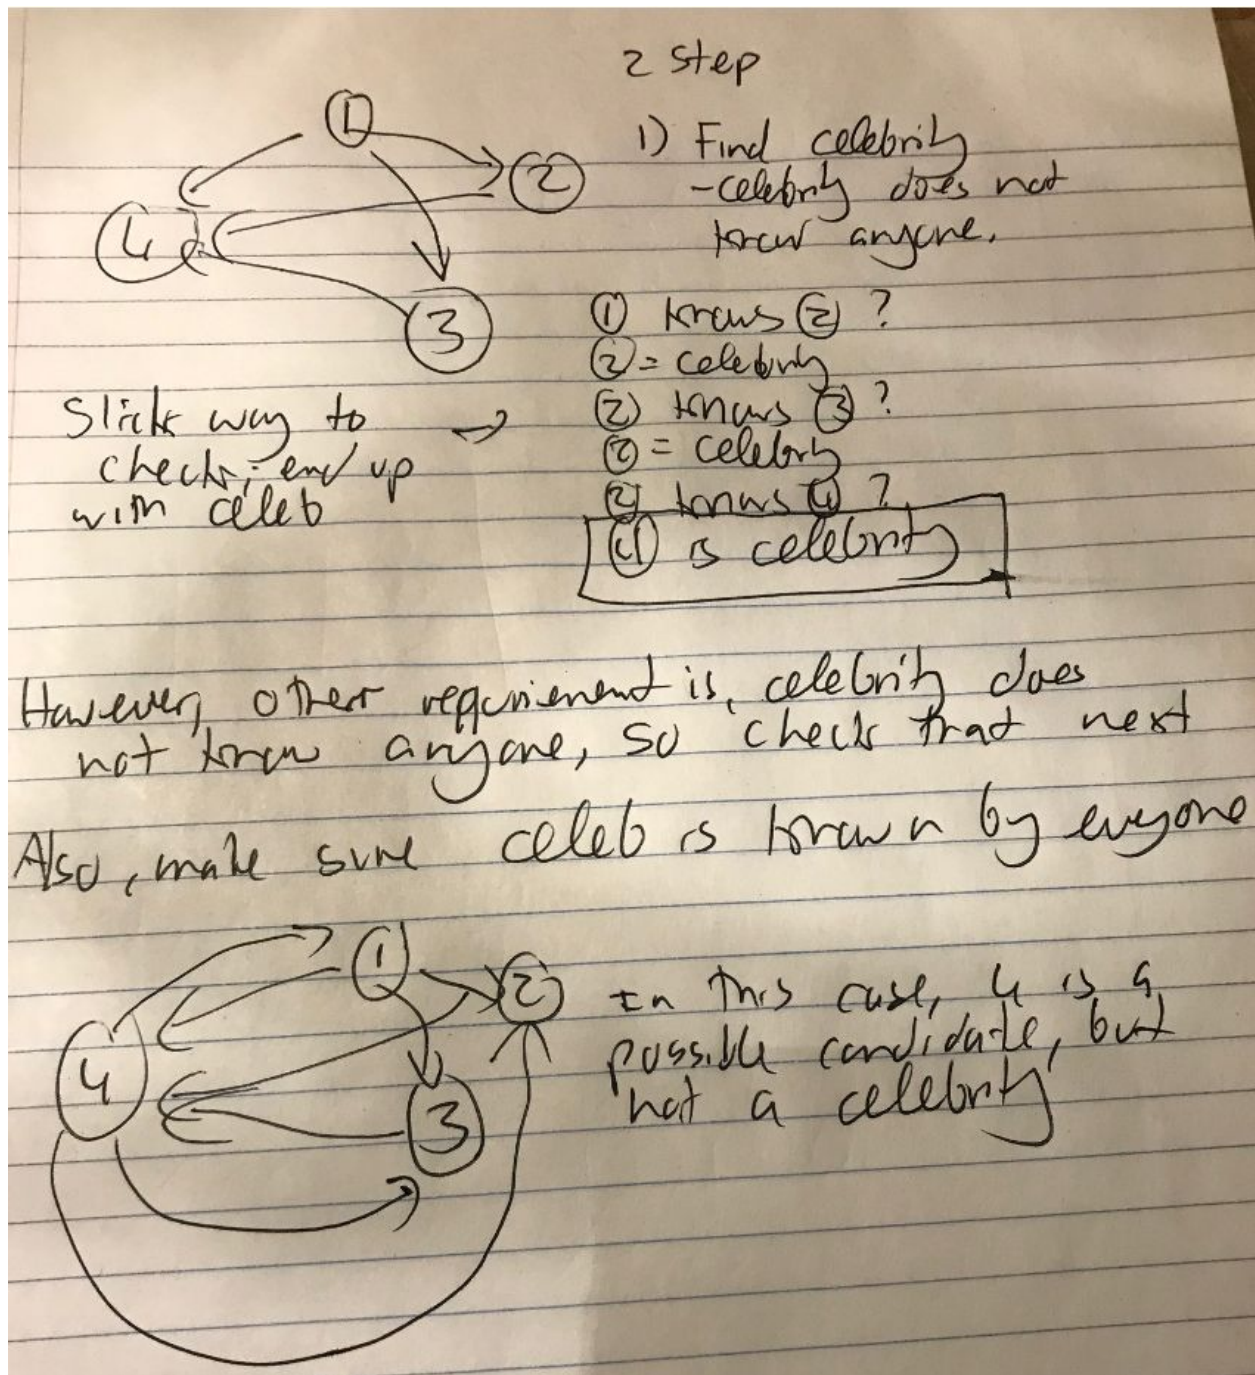 2 step
1
2
4
3
1) Find celebrity
-celebrity does not
know anyone.
1 knows 2 ?
2 = celebrity
2 knows 3 ?
2 = celebrity
2 knows 4 ?
4 is celebrity
Slick way to →
check, end up
with celeb
However, other requirement is, celebrity does
not know anyone, so check that next
Also, make sure celeb is known by everyone
1
2
4
3
In this case, 4 is a
possible candidate, but
not a celebrity